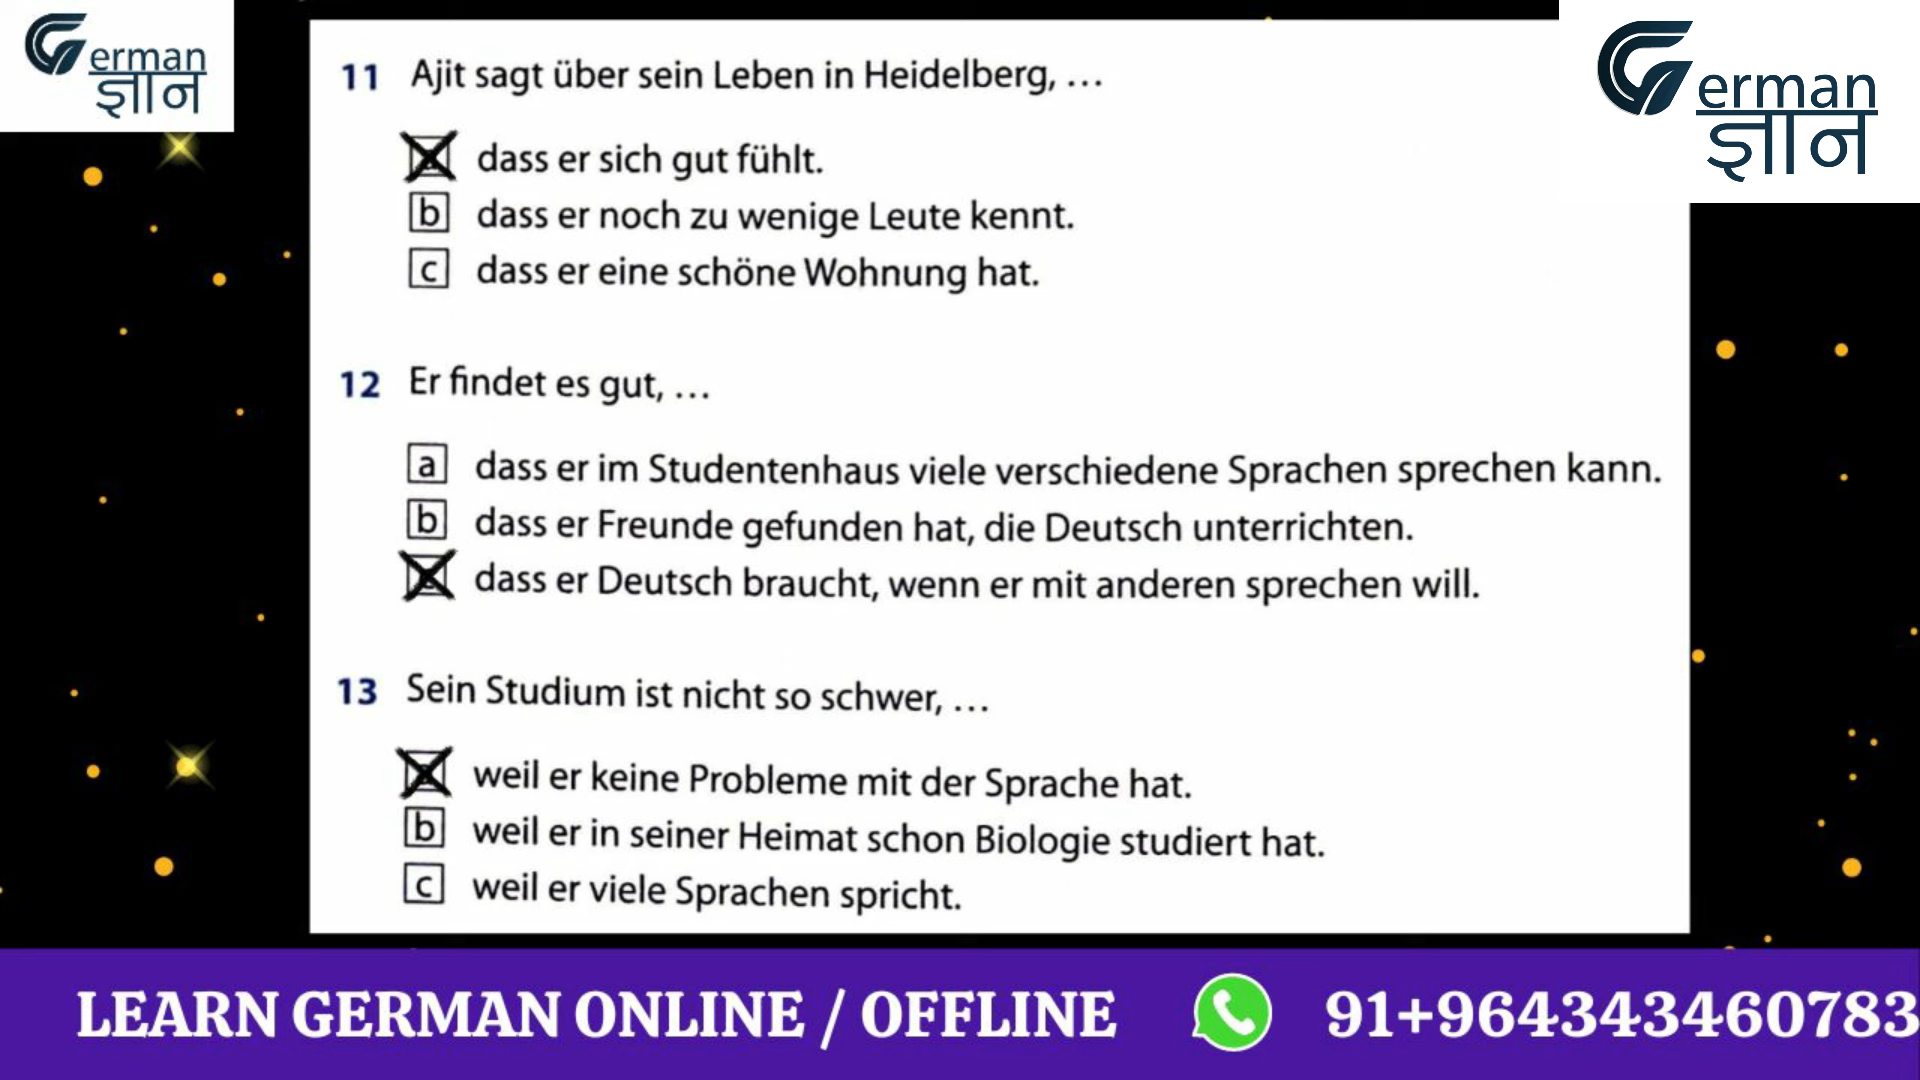 German
ज्ञान
German
ज्ञान
11 Ajit sagt über sein Leben in Heidelberg, ...
dass er sich gut fühlt.
b dass er noch zu wenige Leute kennt.
c dass er eine schöne Wohnung hat.
12 Er findet es gut, ...
a dass er im Studentenhaus viele verschiedene Sprachen sprechen kann.
b dass er Freunde gefunden hat, die Deutsch unterrichten.
dass er Deutsch braucht, wenn er mit anderen sprechen will.
13 Sein Studium ist nicht so schwer, ...
weil er keine Probleme mit der Sprache hat.
b weil er in seiner Heimat schon Biologie studiert hat.
c weil er viele Sprachen spricht.
LEARN GERMAN ONLINE / OFFLINE 91+964343460783